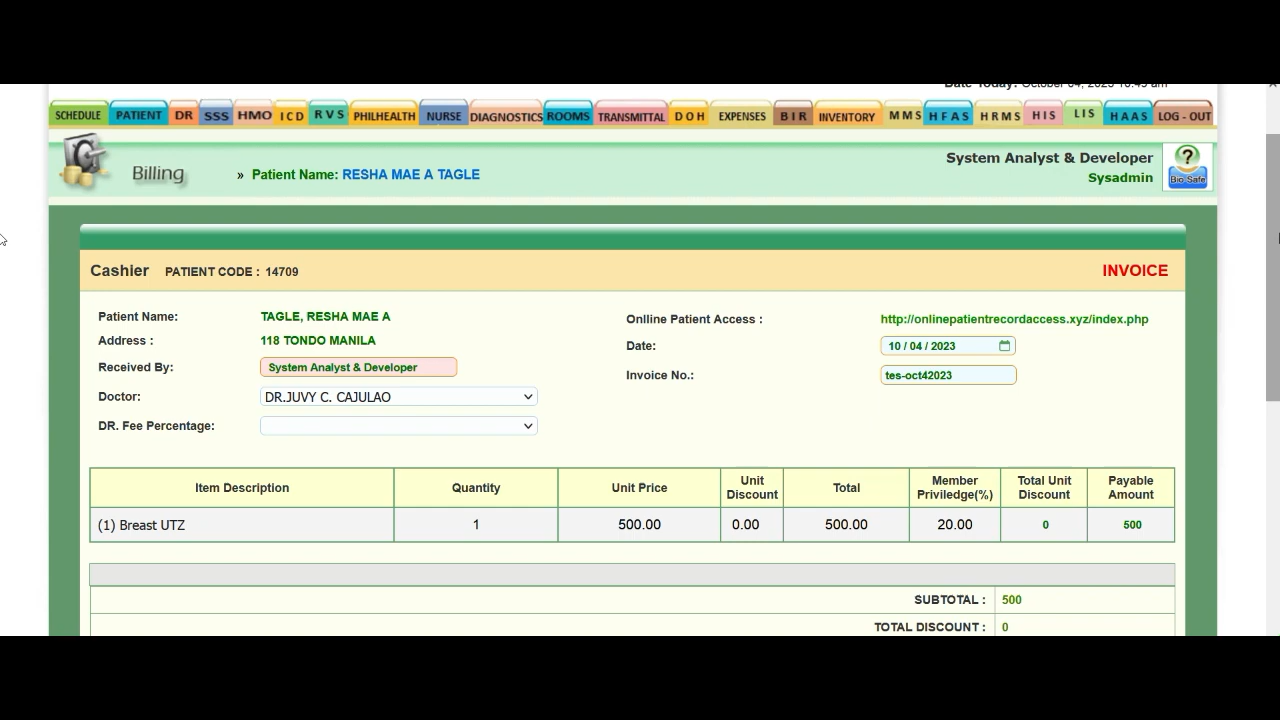 Date Today: October 04, 2023 10:45 am
SCHEDULE PATIENT DR SSS HMO ICD RVS PHILHEALTH NURSE DIAGNOSTICS ROOMS TRANSMITTAL DOH EXPENSES BIR INVENTORY MMS HFAS HRMS HIS LIS HAAS LOG - OUT
Billing » Patient Name: RESHA MAE A TAGLE
System Analyst & Developer
Sysadmin
?
Bio-Safe
Cashier PATIENT CODE : 14709 INVOICE
Patient Name: TAGLE, RESHA MAE A
Address : 118 TONDO MANILA
Received By: System Analyst & Developer
Doctor: DR.JUVY C. CAJULAO
DR. Fee Percentage:
Onlline Patient Access : http://onlinepatientrecordaccess.xyz/index.php
Date: 10 / 04 / 2023
Invoice No.: tes-oct42023
Item Description Quantity Unit Price Unit Discount Total Member Priviledge(%) Total Unit Discount Payable Amount
(1) Breast UTZ 1 500.00 0.00 500.00 20.00 0 500
SUBTOTAL : 500
TOTAL DISCOUNT : 0